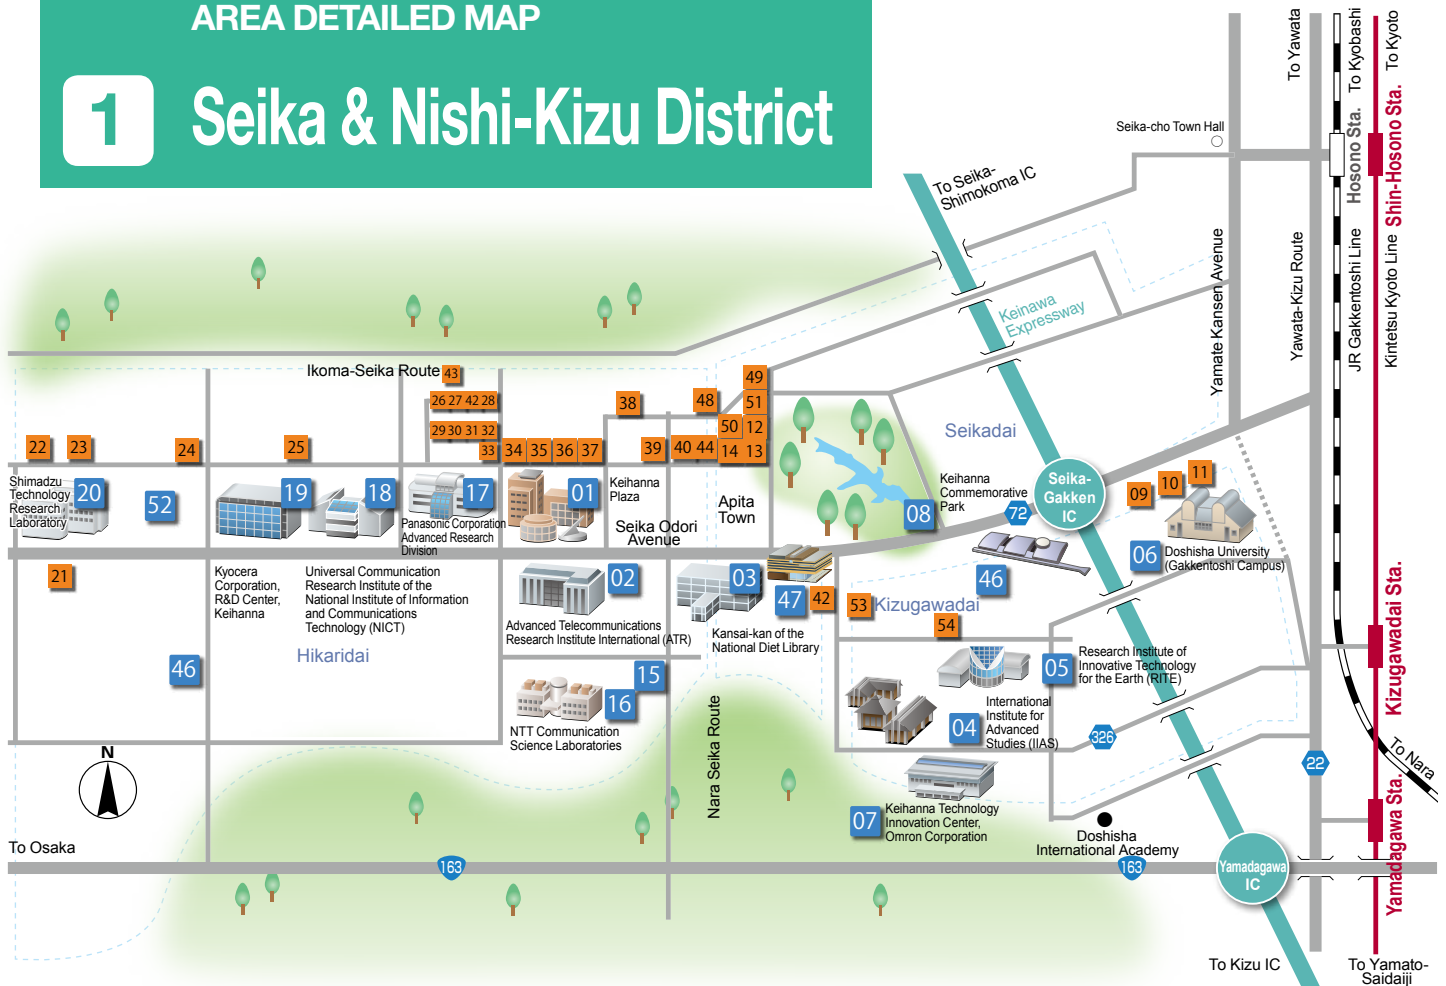 AREA DETAILED MAP
1
Seika & Nishi-Kizu District
To Yawata
To Kyobashi
To Kyoto
Seika-cho Town Hall
Hosono Sta.
Shin-Hosono Sta.
To Seika-
Shimokoma IC
Yamate Kansen Avenue
Yawata-Kizu Route
JR Gakkentoshi Line
Kintetsu Kyoto Line
Keinawa
Expressway
Ikoma-Seika Route
43
49
26 27 42 28
38
48
51
29 30 31 32
50
12
22
23
24
25
33
34
35
36
37
39
40
44
14
13
Seikadai
Shimadzu
Technology
Research
Laboratory
20
52
19
18
17
Panasonic Corporation
Advanced Research
Division
01
Keihanna
Plaza
Apita
Town
Seika Odori
Avenue
08
Keihanna
Commemorative
Park
72
Seika-
Gakken
IC
09
10
11
06
Doshisha University
(Gakkentoshi Campus)
21
Kyocera
Corporation,
R&D Center,
Keihanna
Universal Communication
Research Institute of the
National Institute of Information
and Communications
Technology (NICT)
02
Advanced Telecommunications
Research Institute International (ATR)
03
Kansai-kan of the
National Diet Library
47
42
53
Kizugawadai
54
46
Kizugawadai Sta.
46
Hikaridai
15
16
NTT Communication
Science Laboratories
05
Research Institute of
Innovative Technology
for the Earth (RITE)
04
International
Institute for
Advanced
Studies (IIAS)
326
22
To Nara
N
Nara Seika Route
07
Keihanna Technology
Innovation Center,
Omron Corporation
Doshisha
International Academy
Yamadagawa Sta.
To Osaka
163
163
Yamadagawa
IC
To Kizu IC
To Yamato-
Saidaiji